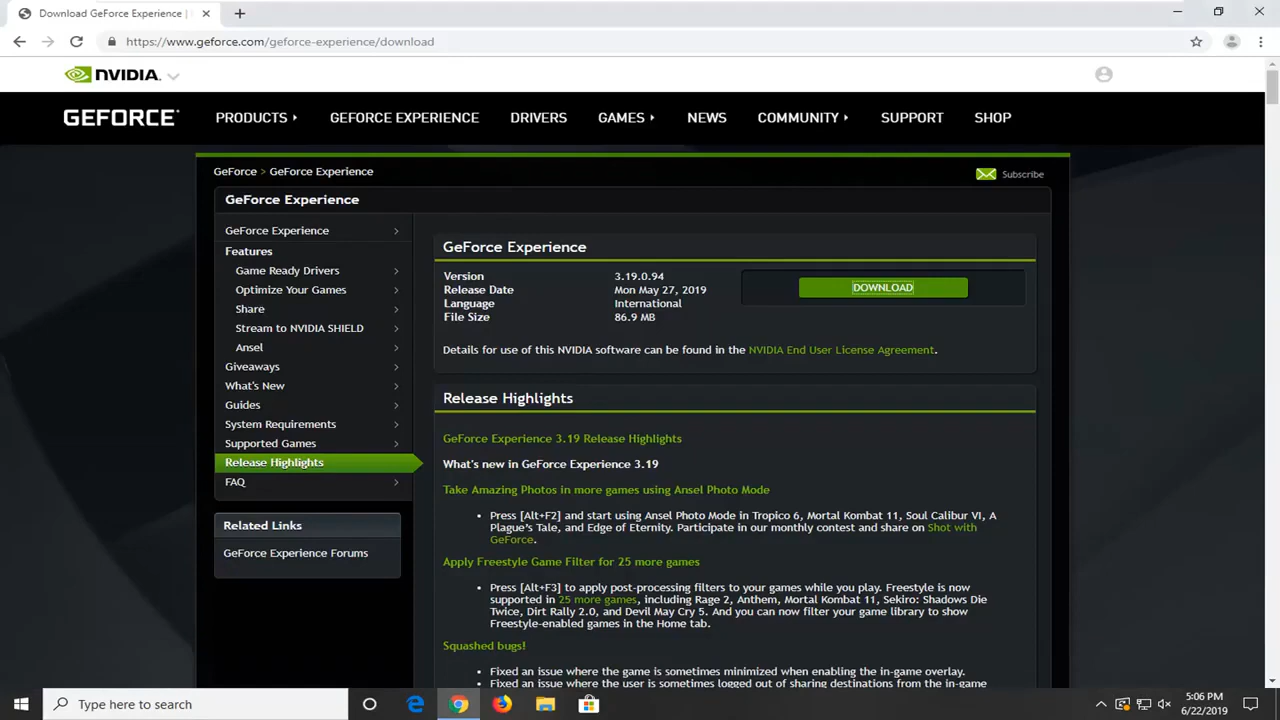 Download GeForce Experience |
https://www.geforce.com/geforce-experience/download
NVIDIA.
GEFORCE
PRODUCTS
GEFORCE EXPERIENCE
DRIVERS
GAMES
NEWS
COMMUNITY
SUPPORT
SHOP
GeForce > GeForce Experience
Subscribe
GeForce Experience
GeForce Experience
Features
Game Ready Drivers
Optimize Your Games
Share
Stream to NVIDIA SHIELD
Ansel
Giveaways
What's New
Guides
System Requirements
Supported Games
Release Highlights
FAQ
Related Links
GeForce Experience Forums
GeForce Experience
Version 3.19.0.94
Release Date Mon May 27, 2019
Language International
File Size 86.9 MB
DOWNLOAD
Details for use of this NVIDIA software can be found in the NVIDIA End User License Agreement.
Release Highlights
GeForce Experience 3.19 Release Highlights
What's new in GeForce Experience 3.19
Take Amazing Photos in more games using Ansel Photo Mode
• Press [Alt+F2] and start using Ansel Photo Mode in Tropico 6, Mortal Kombat 11, Soul Calibur VI, A
Plague's Tale, and Edge of Eternity. Participate in our monthly contest and share on Shot with
GeForce.
Apply Freestyle Game Filter for 25 more games
• Press [Alt+F3] to apply post-processing filters to your games while you play. Freestyle is now
supported in 25 more games, including Rage 2, Anthem, Mortal Kombat 11, Sekiro: Shadows Die
Twice, Dirt Rally 2.0, and Devil May Cry 5. And you can now filter your game library to show
Freestyle-enabled games in the Home tab.
Squashed bugs!
• Fixed an issue where the game is sometimes minimized when enabling the in-game overlay.
• Fixed an issue where the user is sometimes logged out of sharing destinations from the in-game
Type here to search
5:06 PM
6/22/2019